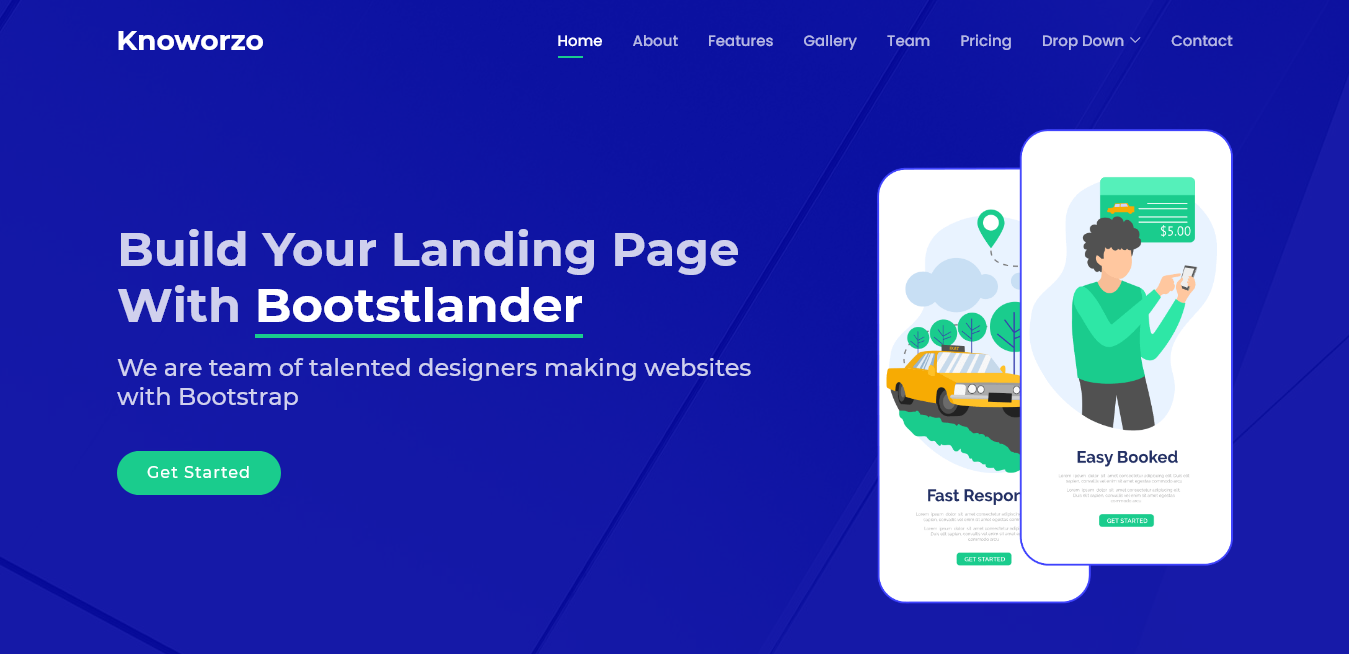 Knoworzo
Home About Features Gallery Team Pricing Drop Down Contact
Build Your Landing Page
With Bootstlander
We are team of talented designers making websites
with Bootstrap
Get Started
TAXI
Fast Respon
GET STARTED
$5.00
Easy Booked
GET STARTED